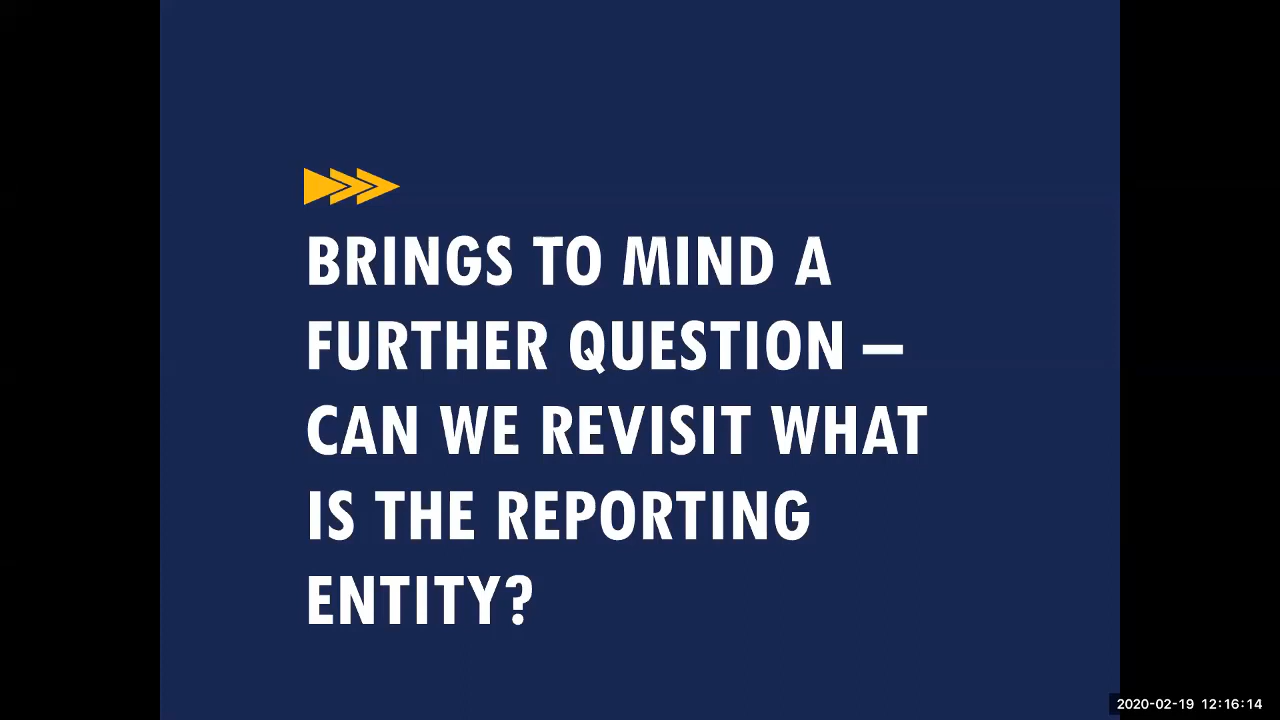 BRINGS TO MIND A
FURTHER QUESTION –
CAN WE REVISIT WHAT
IS THE REPORTING
ENTITY?
2020-02-19 12:16:14